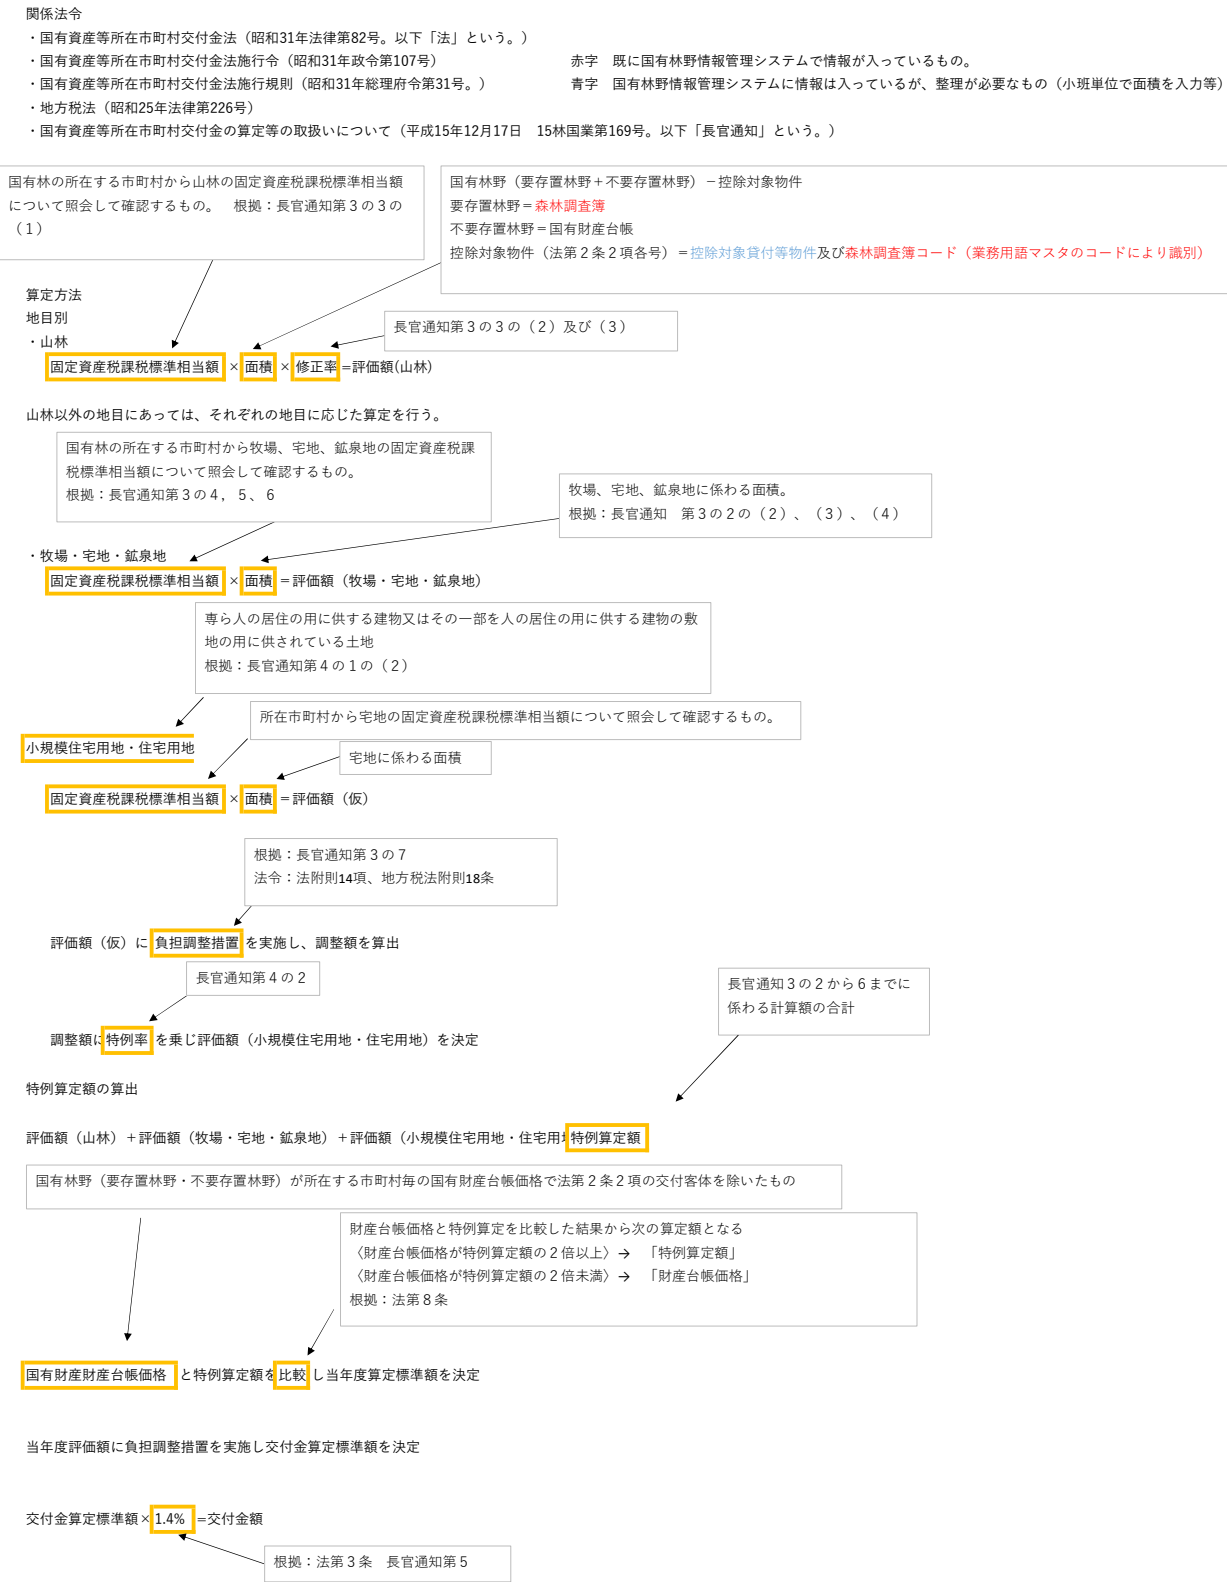 関係法令
・国有資産等所在市町村交付金法（昭和31年法律第82号。以下「法」という。）
・国有資産等所在市町村交付金法施行令（昭和31年政令第107号）
赤字　既に国有林野情報管理システムで情報が入っているもの。
・国有資産等所在市町村交付金法施行規則（昭和31年総理府令第31号。）
青字　国有林野情報管理システムに情報は入っているが、整理が必要なもの（小班単位で面積を入力等）
・地方税法（昭和25年法律第226号）
・国有資産等所在市町村交付金の算定等の取扱いについて（平成15年12月17日　15林国業第169号。以下「長官通知」という。）
国有林の所在する市町村から山林の固定資産税課税標準相当額
について照会して確認するもの。　根拠：長官通知第３の３の
（１）
国有林野（要存置林野＋不要存置林野）－控除対象物件
要存置林野＝森林調査簿
不要存置林野＝国有財産台帳
控除対象物件（法第２条２項各号）＝控除対象貸付等物件及び森林調査簿コード（業務用語マスタのコードにより識別）
算定方法
地目別
長官通知第３の３の（２）及び（３）
・山林
固定資産税課税標準相当額 × 面積 × 修正率 =評価額(山林)
山林以外の地目にあっては、それぞれの地目に応じた算定を行う。
国有林の所在する市町村から牧場、宅地、鉱泉地の固定資産税課
税標準相当額について照会して確認するもの。
根拠：長官通知第３の４，５、６
牧場、宅地、鉱泉地に係わる面積。
根拠：長官通知　第３の２の（２）、（３）、（４）
・牧場・宅地・鉱泉地
固定資産税課税標準相当額 × 面積 ＝評価額（牧場・宅地・鉱泉地）
専ら人の居住の用に供する建物又はその一部を人の居住の用に供する建物の敷
地の用に供されている土地
根拠：長官通知第４の１の（２）
所在市町村から宅地の固定資産税課税標準相当額について照会して確認するもの。
小規模住宅用地・住宅用地
宅地に係わる面積
固定資産税課税標準相当額 × 面積 ＝評価額（仮）
根拠：長官通知第３の７
法令：法附則14項、地方税法附則18条
評価額（仮）に 負担調整措置 を実施し、調整額を算出
長官通知第４の２
長官通知３の２から６までに
係わる計算額の合計
調整額に 特例率 を乗じ評価額（小規模住宅用地・住宅用地）を決定
特例算定額の算出
評価額（山林）＋評価額（牧場・宅地・鉱泉地）＋評価額（小規模住宅用地・住宅用 特例算定額
国有林野（要存置林野・不要存置林野）が所在する市町村毎の国有財産台帳価格で法第２条２項の交付客体を除いたもの
財産台帳価格と特例算定を比較した結果から次の算定額となる
〈財産台帳価格が特例算定額の２倍以上〉→　「特例算定額」
〈財産台帳価格が特例算定額の２倍未満〉→　「財産台帳価格」
根拠：法第８条
国有財産財産台帳価格 と特例算定額を 比較 し当年度算定標準額を決定
当年度評価額に負担調整措置を実施し交付金算定標準額を決定
交付金算定標準額× 1.4% =交付金額
根拠：法第３条　長官通知第５